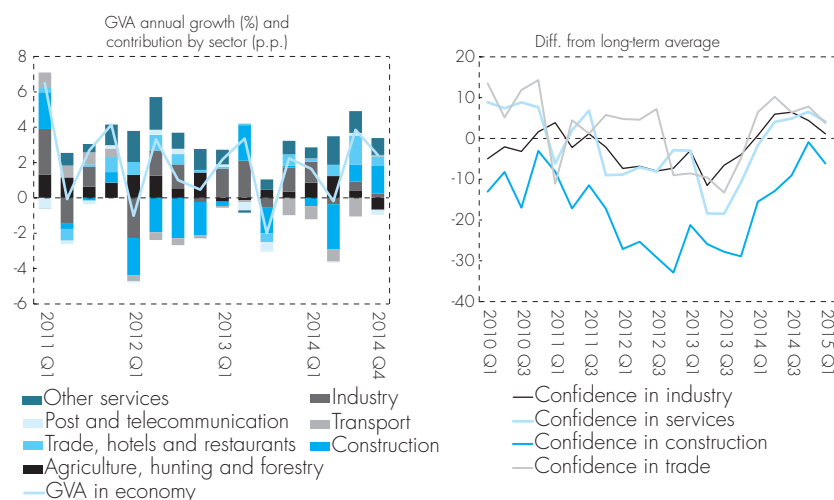 GVA annual growth (%) and
contribution by sector (p.p.)
8
6
4
2
0
-2
-4
-6
2011 Q1
2012 Q1
2013 Q1
2014 Q1
2014 Q4
Other services
Industry
Post and telecommunication
Transport
Trade, hotels and restaurants
Construction
Agriculture, hunting and forestry
GVA in economy
Diff. from long-term average
20
10
0
-10
-20
-30
-40
2010 Q1
2010 Q3
2011 Q1
2011 Q3
2012 Q1
2012 Q3
2013 Q1
2013 Q3
2014 Q1
2014 Q3
2015 Q1
Confidence in industry
Confidence in services
Confidence in construction
Confidence in trade